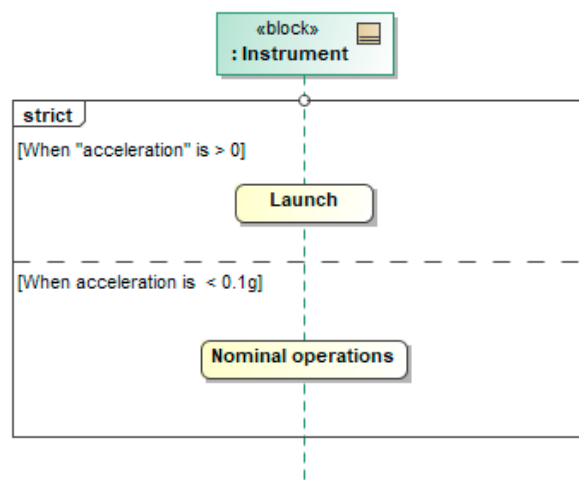 «block»
: Instrument
strict
[When "acceleration" is > 0]
Launch
[When acceleration is  < 0.1g]
Nominal operations